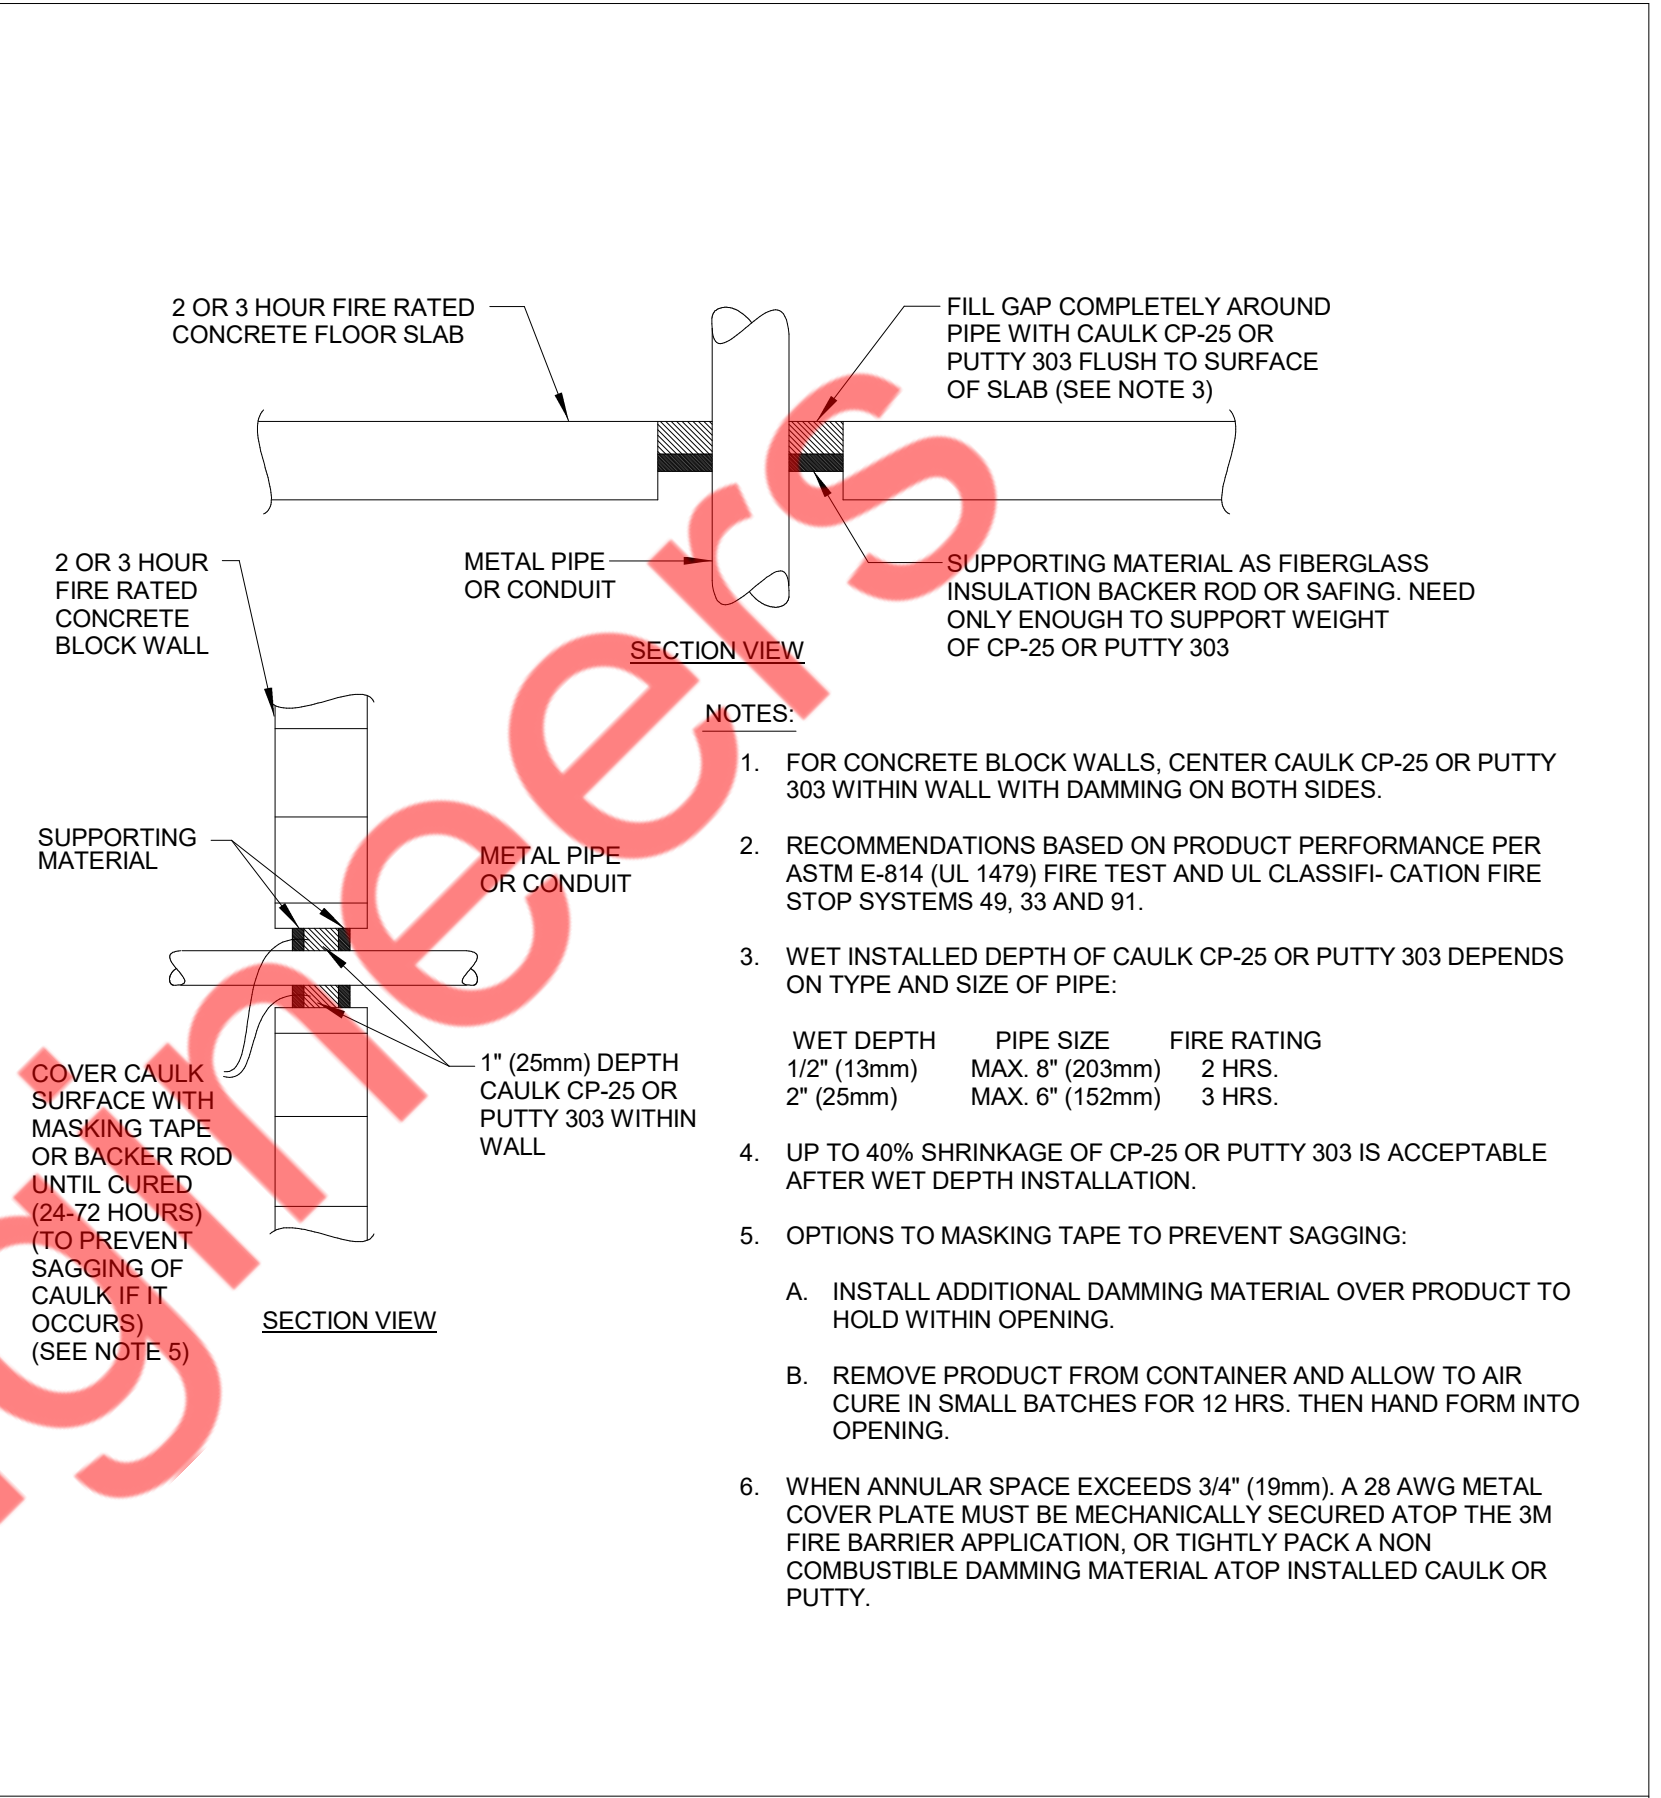 2 OR 3 HOUR FIRE RATED
CONCRETE FLOOR SLAB
FILL GAP COMPLETELY AROUND
PIPE WITH CAULK CP-25 OR
PUTTY 303 FLUSH TO SURFACE
OF SLAB (SEE NOTE 3)
2 OR 3 HOUR
FIRE RATED
CONCRETE
BLOCK WALL
METAL PIPE
OR CONDUIT
SUPPORTING MATERIAL AS FIBERGLASS
INSULATION BACKER ROD OR SAFING. NEED
ONLY ENOUGH TO SUPPORT WEIGHT
OF CP-25 OR PUTTY 303
SECTION VIEW
SUPPORTING
MATERIAL
METAL PIPE
OR CONDUIT
1" (25mm) DEPTH
CAULK CP-25 OR
PUTTY 303 WITHIN
WALL
COVER CAULK
SURFACE WITH
MASKING TAPE
OR BACKER ROD
UNTIL CURED
(24-72 HOURS)
(TO PREVENT
SAGGING OF
CAULK IF IT
OCCURS)
(SEE NOTE 5)
SECTION VIEW
NOTES:
1. FOR CONCRETE BLOCK WALLS, CENTER CAULK CP-25 OR PUTTY
303 WITHIN WALL WITH DAMMING ON BOTH SIDES.
2. RECOMMENDATIONS BASED ON PRODUCT PERFORMANCE PER
ASTM E-814 (UL 1479) FIRE TEST AND UL CLASSIFI- CATION FIRE
STOP SYSTEMS 49, 33 AND 91.
3. WET INSTALLED DEPTH OF CAULK CP-25 OR PUTTY 303 DEPENDS
ON TYPE AND SIZE OF PIPE:
WET DEPTH PIPE SIZE FIRE RATING
1/2" (13mm) MAX. 8" (203mm) 2 HRS.
2" (25mm) MAX. 6" (152mm) 3 HRS.
4. UP TO 40% SHRINKAGE OF CP-25 OR PUTTY 303 IS ACCEPTABLE
AFTER WET DEPTH INSTALLATION.
5. OPTIONS TO MASKING TAPE TO PREVENT SAGGING:
A. INSTALL ADDITIONAL DAMMING MATERIAL OVER PRODUCT TO
HOLD WITHIN OPENING.
B. REMOVE PRODUCT FROM CONTAINER AND ALLOW TO AIR
CURE IN SMALL BATCHES FOR 12 HRS. THEN HAND FORM INTO
OPENING.
6. WHEN ANNULAR SPACE EXCEEDS 3/4" (19mm). A 28 AWG METAL
COVER PLATE MUST BE MECHANICALLY SECURED ATOP THE 3M
FIRE BARRIER APPLICATION, OR TIGHTLY PACK A NON
COMBUSTIBLE DAMMING MATERIAL ATOP INSTALLED CAULK OR
PUTTY.
gineers